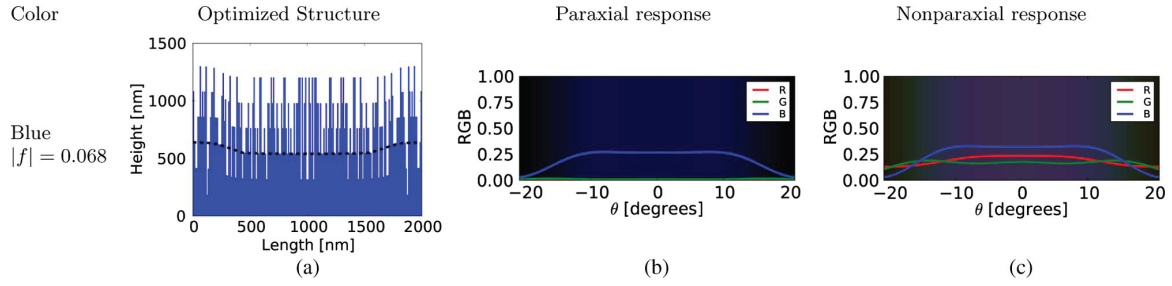 Color
Optimized Structure
Paraxial response
Nonparaxial response
Blue
|f| = 0.068
Height [nm]
1500
1000
500
0
0 500 1000 1500 2000
Length [nm]
(a)
RGB
1.00
0.75
0.50
0.25
0.00
R
G
B
−20 −10 0 10 20
θ [degrees]
(b)
RGB
1.00
0.75
0.50
0.25
0.00
R
G
B
−20 −10 0 10 20
θ [degrees]
(c)